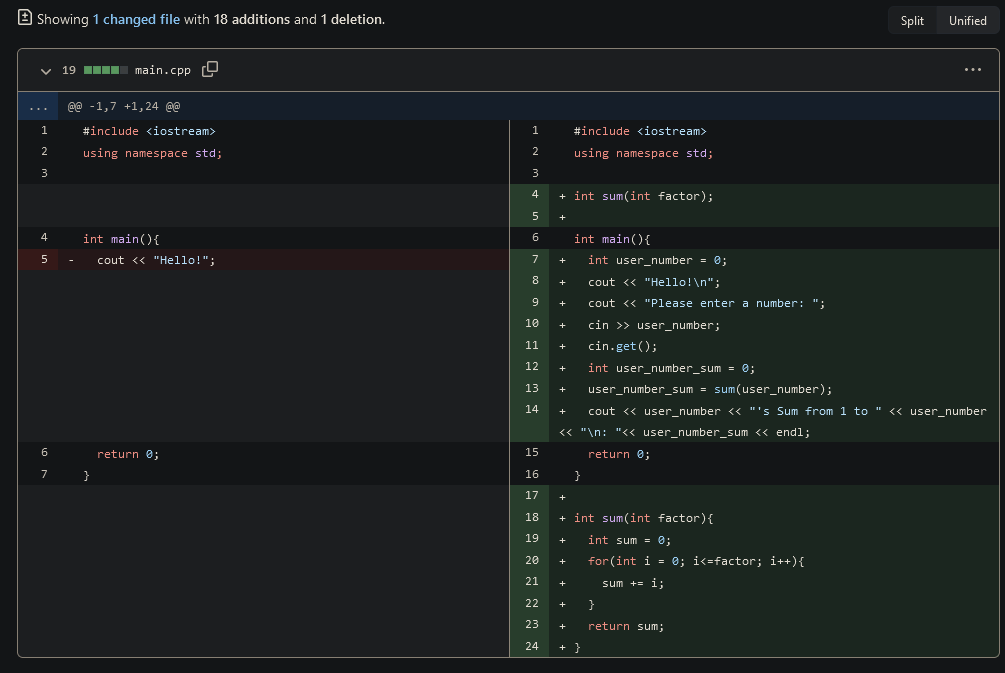 Showing 1 changed file with 18 additions and 1 deletion.
Split Unified
19 main.cpp
... @@ -1,7 +1,24 @@
1 #include <iostream>
2 using namespace std;
3
4 int main(){
5 - cout << "Hello!";
6 return 0;
7 }
1 #include <iostream>
2 using namespace std;
3
4 + int sum(int factor);
5 +
6 int main(){
7 + int user_number = 0;
8 + cout << "Hello!\n";
9 + cout << "Please enter a number: ";
10 + cin >> user_number;
11 + cin.get();
12 + int user_number_sum = 0;
13 + user_number_sum = sum(user_number);
14 + cout << user_number << "'s Sum from 1 to " << user_number
<< "\n: "<< user_number_sum << endl;
15 return 0;
16 }
17 +
18 + int sum(int factor){
19 + int sum = 0;
20 + for(int i = 0; i<=factor; i++){
21 + sum += i;
22 + }
23 + return sum;
24 + }